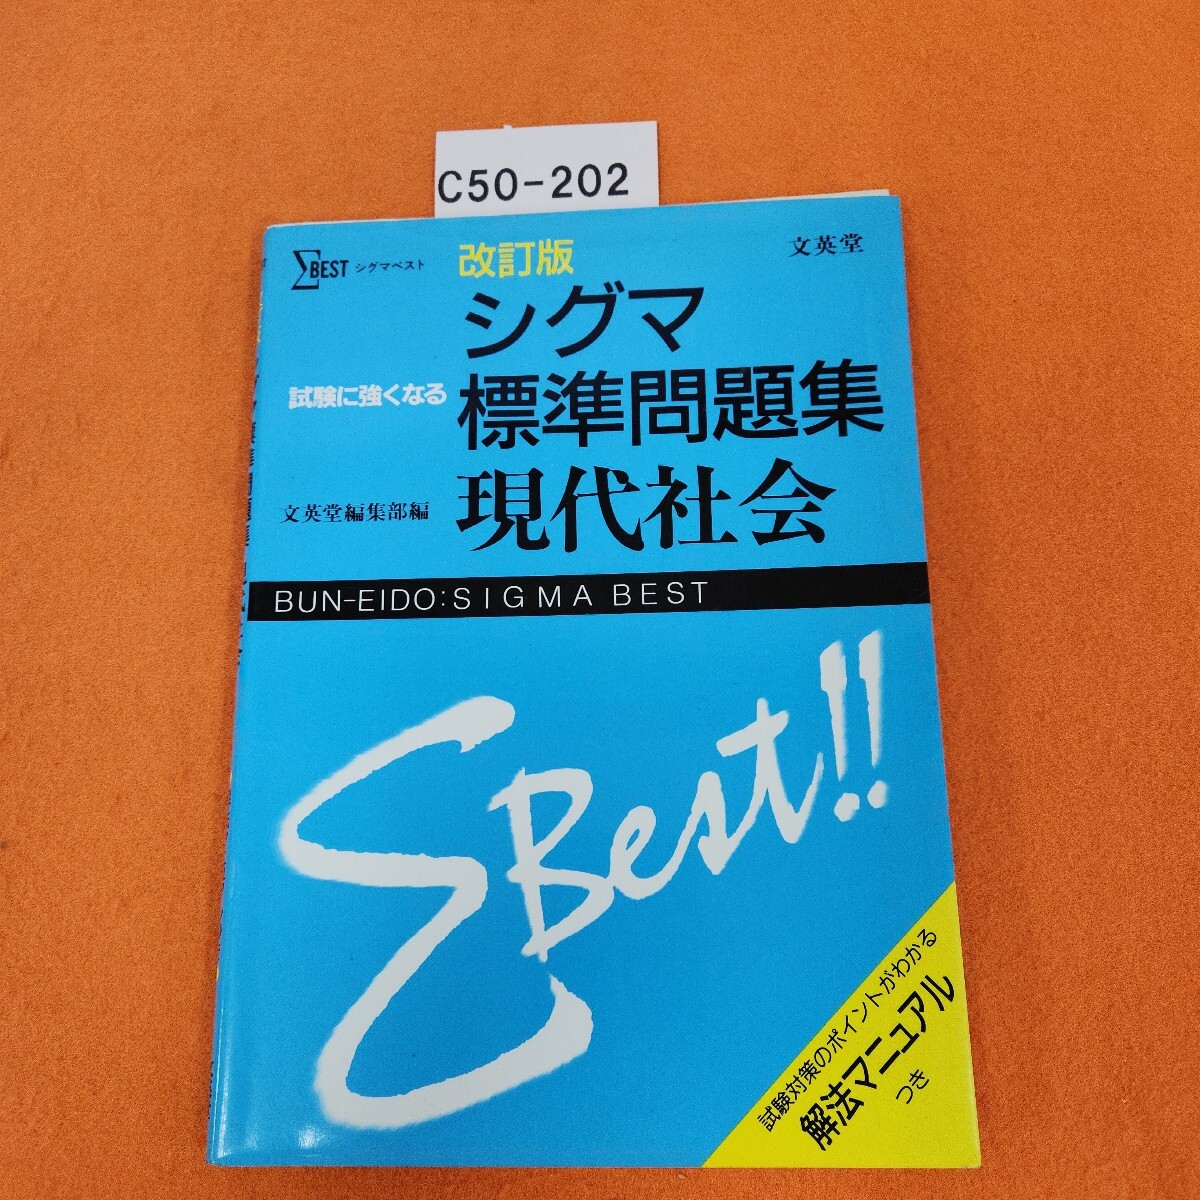 C50-202
ΣBEST シグマベスト
改訂版
文英堂
シグマ
試験に強くなる
標準問題集
文英堂編集部編
現代社会
BUN-EIDO:SIGMA BEST
ΣBest!!
試験対策のポイントがわかる
解法マニュアル
つき